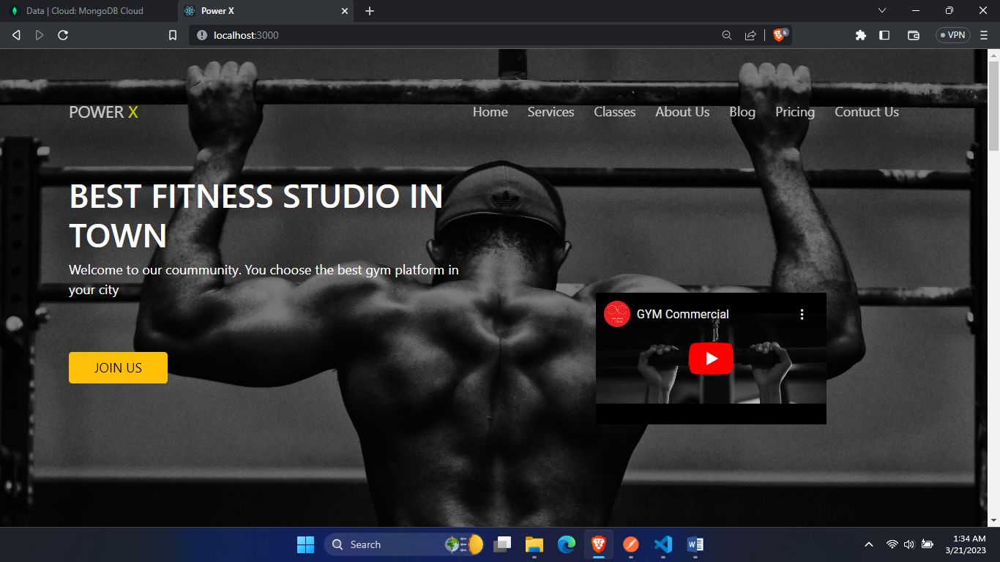 Data | Cloud: MongoDB Cloud
Power X
localhost:3000
6
VPN
POWER X
Home Services Classes About Us Blog Pricing Contuct Us
BEST FITNESS STUDIO IN
TOWN
Welcome to our coummunity. You choose the best gym platform in
your city
GYM Commercial
JOIN US
Search
1:34 AM
3/21/2023